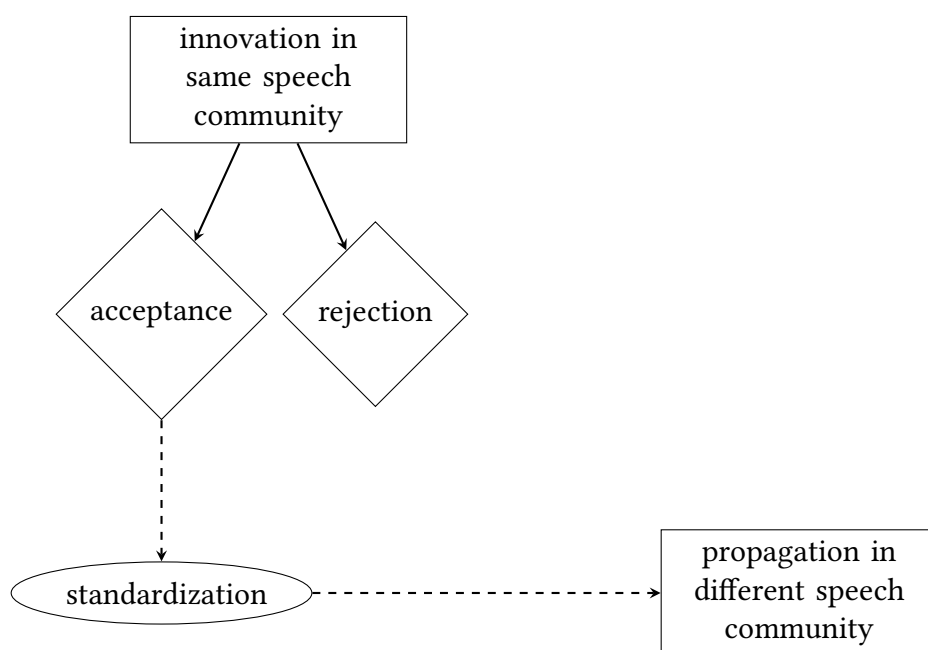 innovation in
same speech
community
acceptance
rejection
standardization
propagation in
different speech
community